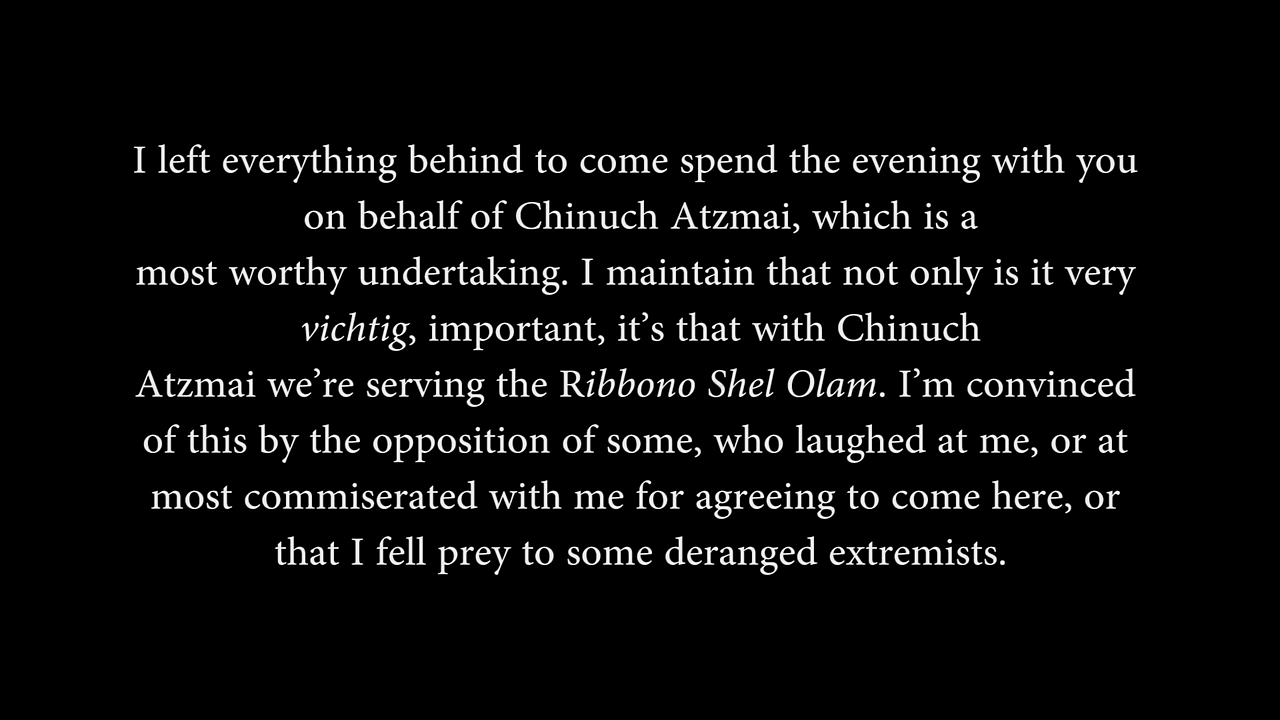 I left everything behind to come spend the evening with you
on behalf of Chinuch Atzmai, which is a
most worthy undertaking. I maintain that not only is it very
vichtig, important, it’s that with Chinuch
Atzmai we’re serving the Ribbono Shel Olam. I’m convinced
of this by the opposition of some, who laughed at me, or at
most commiserated with me for agreeing to come here, or
that I fell prey to some deranged extremists.